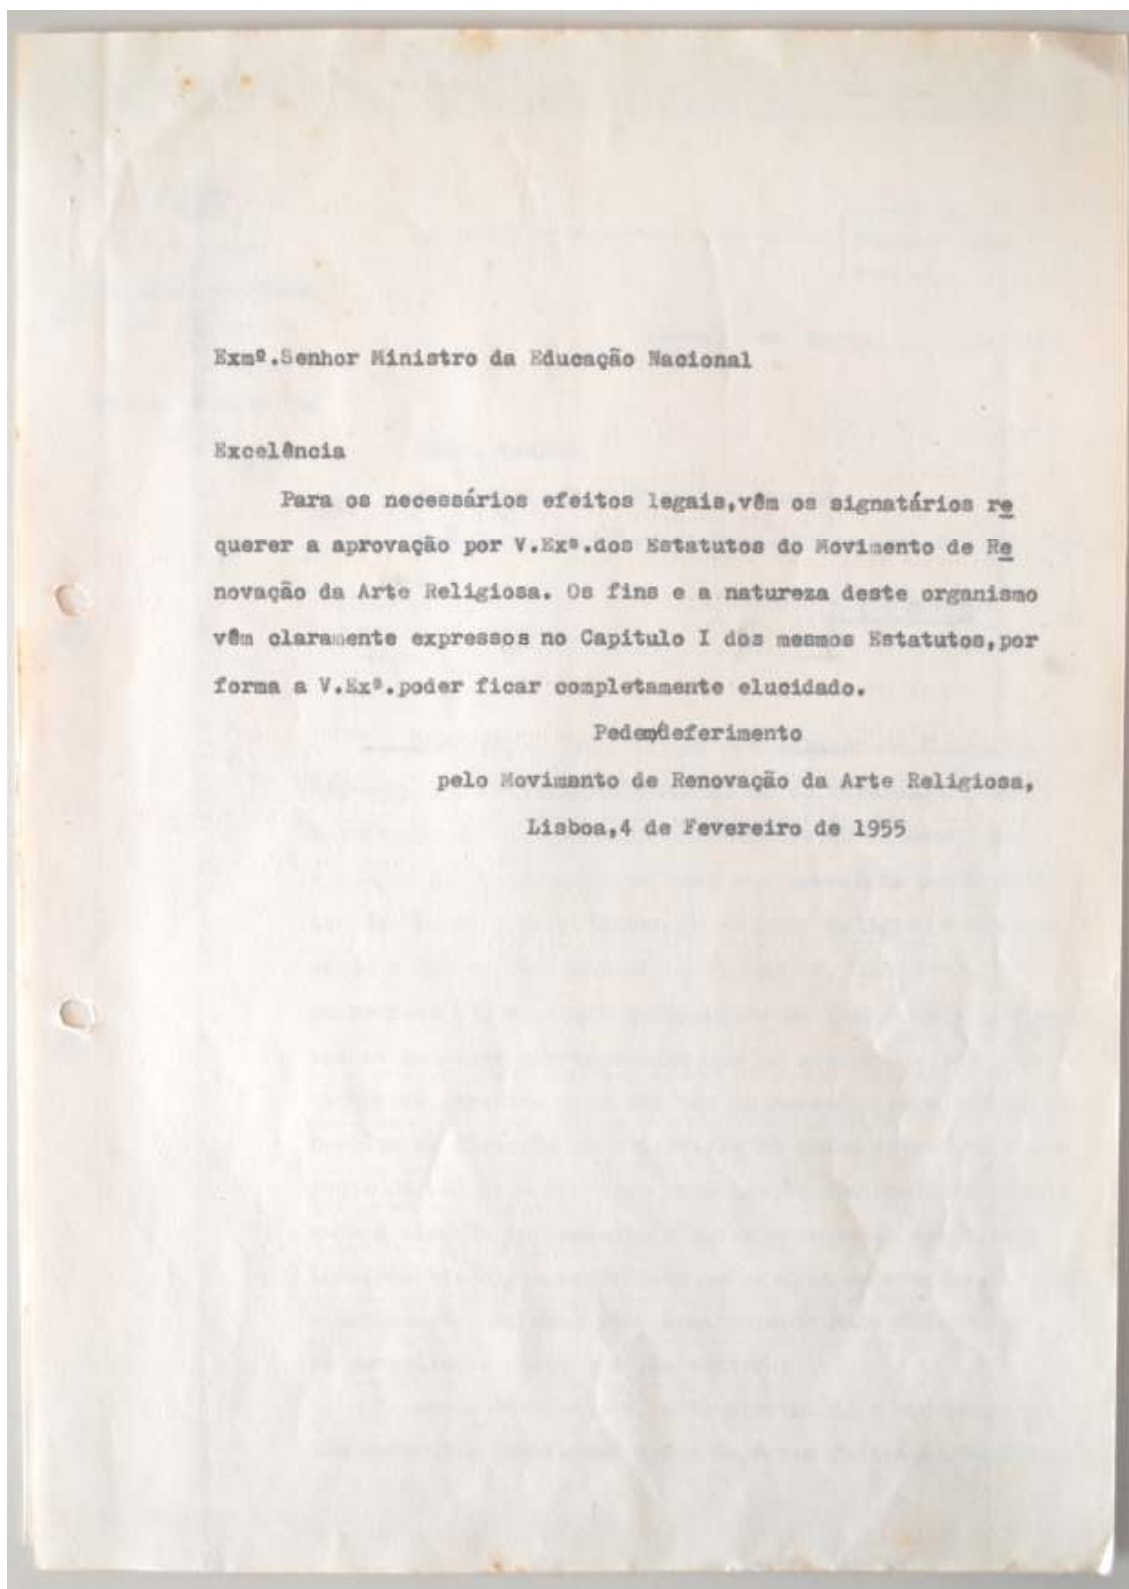 Exmº.Senhor Ministro da Educação Nacional
Excelência
Para os necessários efeitos legais,vêm os signatários re
querer a aprovação por V.Exª.dos Estatutos do Movimento de Re
novação da Arte Religiosa. Os fins e a natureza deste organismo
vêm claramente expressos no Capitulo I dos mesmos Estatutos,por
forma a V.Exª.poder ficar completamente elucidado.
Pedem deferimento
pelo Movimento de Renovação da Arte Religiosa,
Lisboa,4 de Fevereiro de 1955